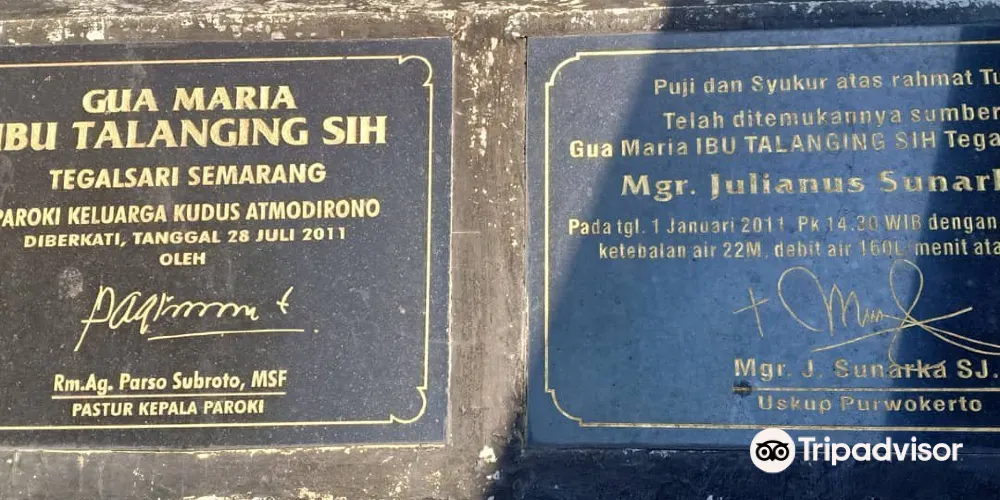 GUA MARIA
IBU TALANGING SIH
TEGALSARI SEMARANG
PAROKI KELUARGA KUDUS ATMODIRONO
DIBERKATI, TANGGAL 28 JULI 2011
OLEH
Rm.Ag. Parso Subroto, MSF
PASTUR KEPALA PAROKI
Puji dan Syukur atas rahmat
Telah ditemukannya sumber
Gua Maria IBU TALANGING SIH
Mgr. Julianus
Pada tgl. 1 Januari 2011, Pk 14.30 WIB dengan
ketebalan air 22M, debit air 160L/menit
Mgr. J. Sunarka SJ.
Uskup Purwokerto
Tripadvisor